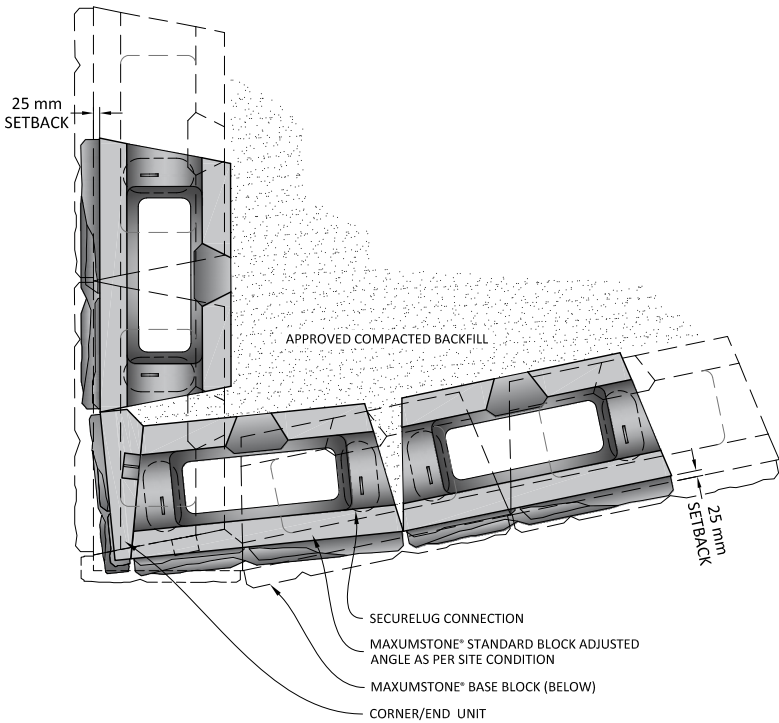 25 mm
SETBACK
APPROVED COMPACTED BACKFILL
25 mm
SETBACK
SECURELUG CONNECTION
MAXUMSTONE® STANDARD BLOCK ADJUSTED
ANGLE AS PER SITE CONDITION
MAXUMSTONE® BASE BLOCK (BELOW)
CORNER/END UNIT